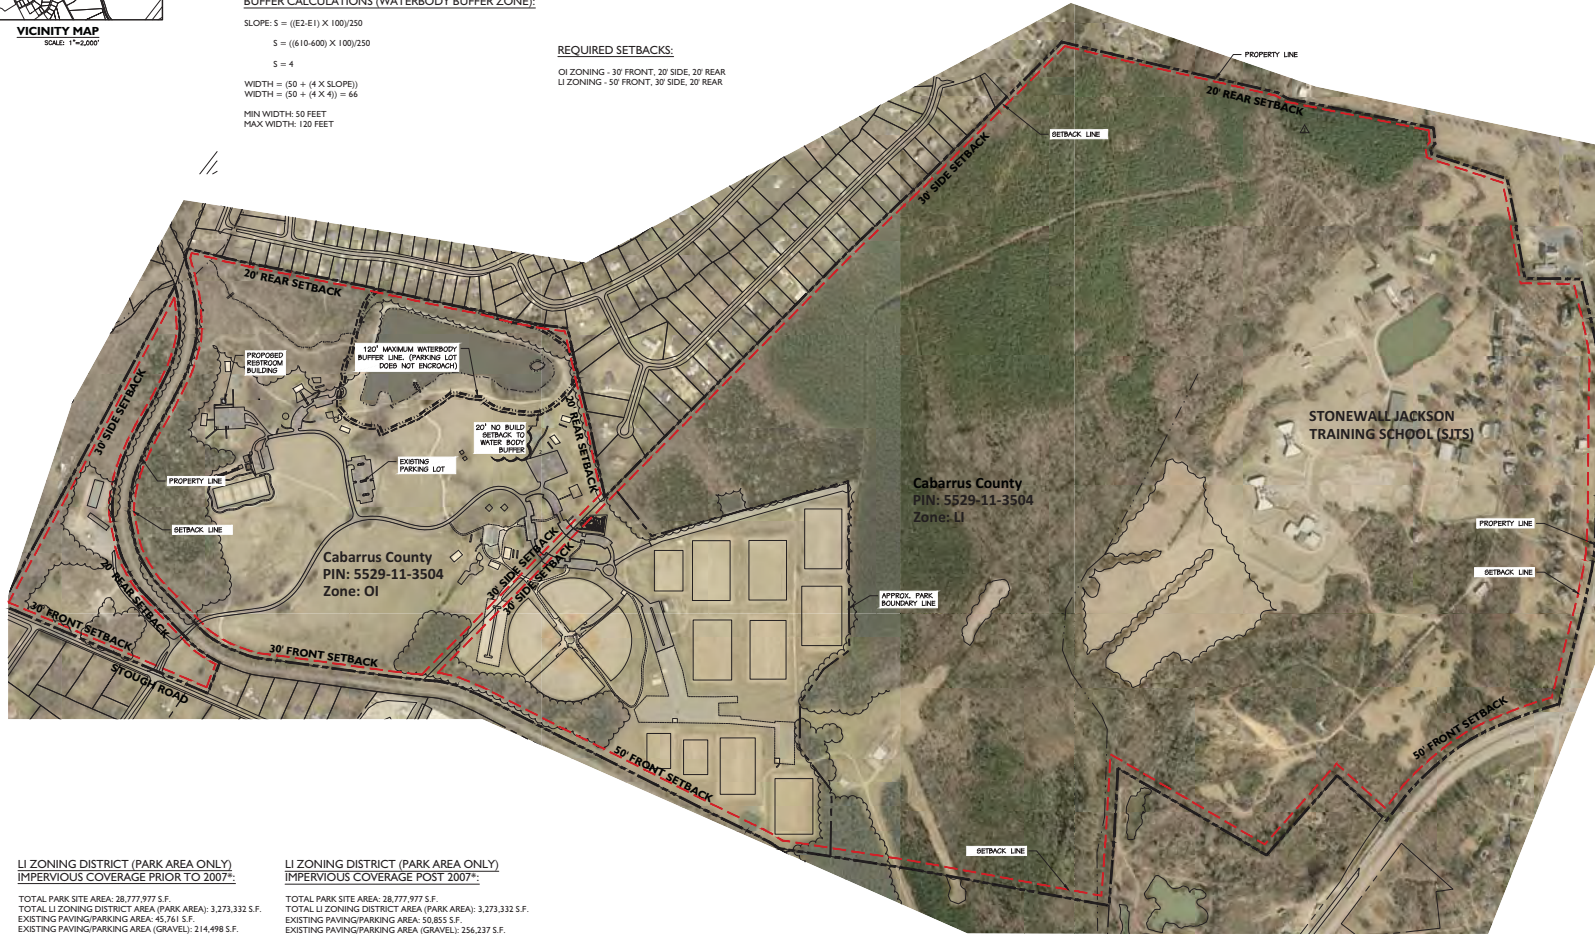 VICINITY MAP
SCALE: 1"=2,000'
BUFFER CALCULATIONS (WATERBODY BUFFER ZONE):
SLOPE: S = ((E2-E1) X 100)/250
S = ((610-600) X 100)/250
S = 4
WIDTH = (50 + (4 X SLOPE))
WIDTH = (50 + (4 X 4)) = 66
MIN WIDTH: 50 FEET
MAX WIDTH: 120 FEET
REQUIRED SETBACKS:
OI ZONING - 30' FRONT, 20' SIDE, 20' REAR
LI ZONING - 50' FRONT, 30' SIDE, 20' REAR
PROPERTY LINE
20' REAR SETBACK
SETBACK LINE
30' SIDE SETBACK
20' REAR SETBACK
PROPOSED
RESTROOM
BUILDING
120' MAXIMUM WATERBODY
BUFFER LINE. (PARKING LOT
DOES NOT ENCROACH)
30' SIDE SETBACK
20' REAR SETBACK
20' NO BUILD
SETBACK TO
WATER BODY
BUFFER
EXISTING
PARKING LOT
PROPERTY LINE
SETBACK LINE
STONEWALL JACKSON
TRAINING SCHOOL (SJTS)
Cabarrus County
PIN: 5529-11-3504
Zone: LI
PROPERTY LINE
SETBACK LINE
Cabarrus County
PIN: 5529-11-3504
Zone: OI
30' SIDE SETBACK
30' SIDE SETBACK
APPROX. PARK
BOUNDARY LINE
20' REAR SETBACK
30' FRONT SETBACK
30' FRONT SETBACK
STOUGH ROAD
50' FRONT SETBACK
50' FRONT SETBACK
SETBACK LINE
LI ZONING DISTRICT (PARK AREA ONLY)
IMPERVIOUS COVERAGE PRIOR TO 2007*:
TOTAL PARK SITE AREA: 28,777,977 S.F.
TOTAL LI ZONING DISTRICT AREA (PARK AREA): 3,273,332 S.F.
EXISTING PAVING/PARKING AREA: 45,761 S.F.
EXISTING PAVING/PARKING AREA (GRAVEL): 214,498 S.F.
LI ZONING DISTRICT (PARK AREA ONLY)
IMPERVIOUS COVERAGE POST 2007*:
TOTAL PARK SITE AREA: 28,777,977 S.F.
TOTAL LI ZONING DISTRICT AREA (PARK AREA): 3,273,332 S.F.
EXISTING PAVING/PARKING AREA: 50,855 S.F.
EXISTING PAVING/PARKING AREA (GRAVEL): 256,237 S.F.